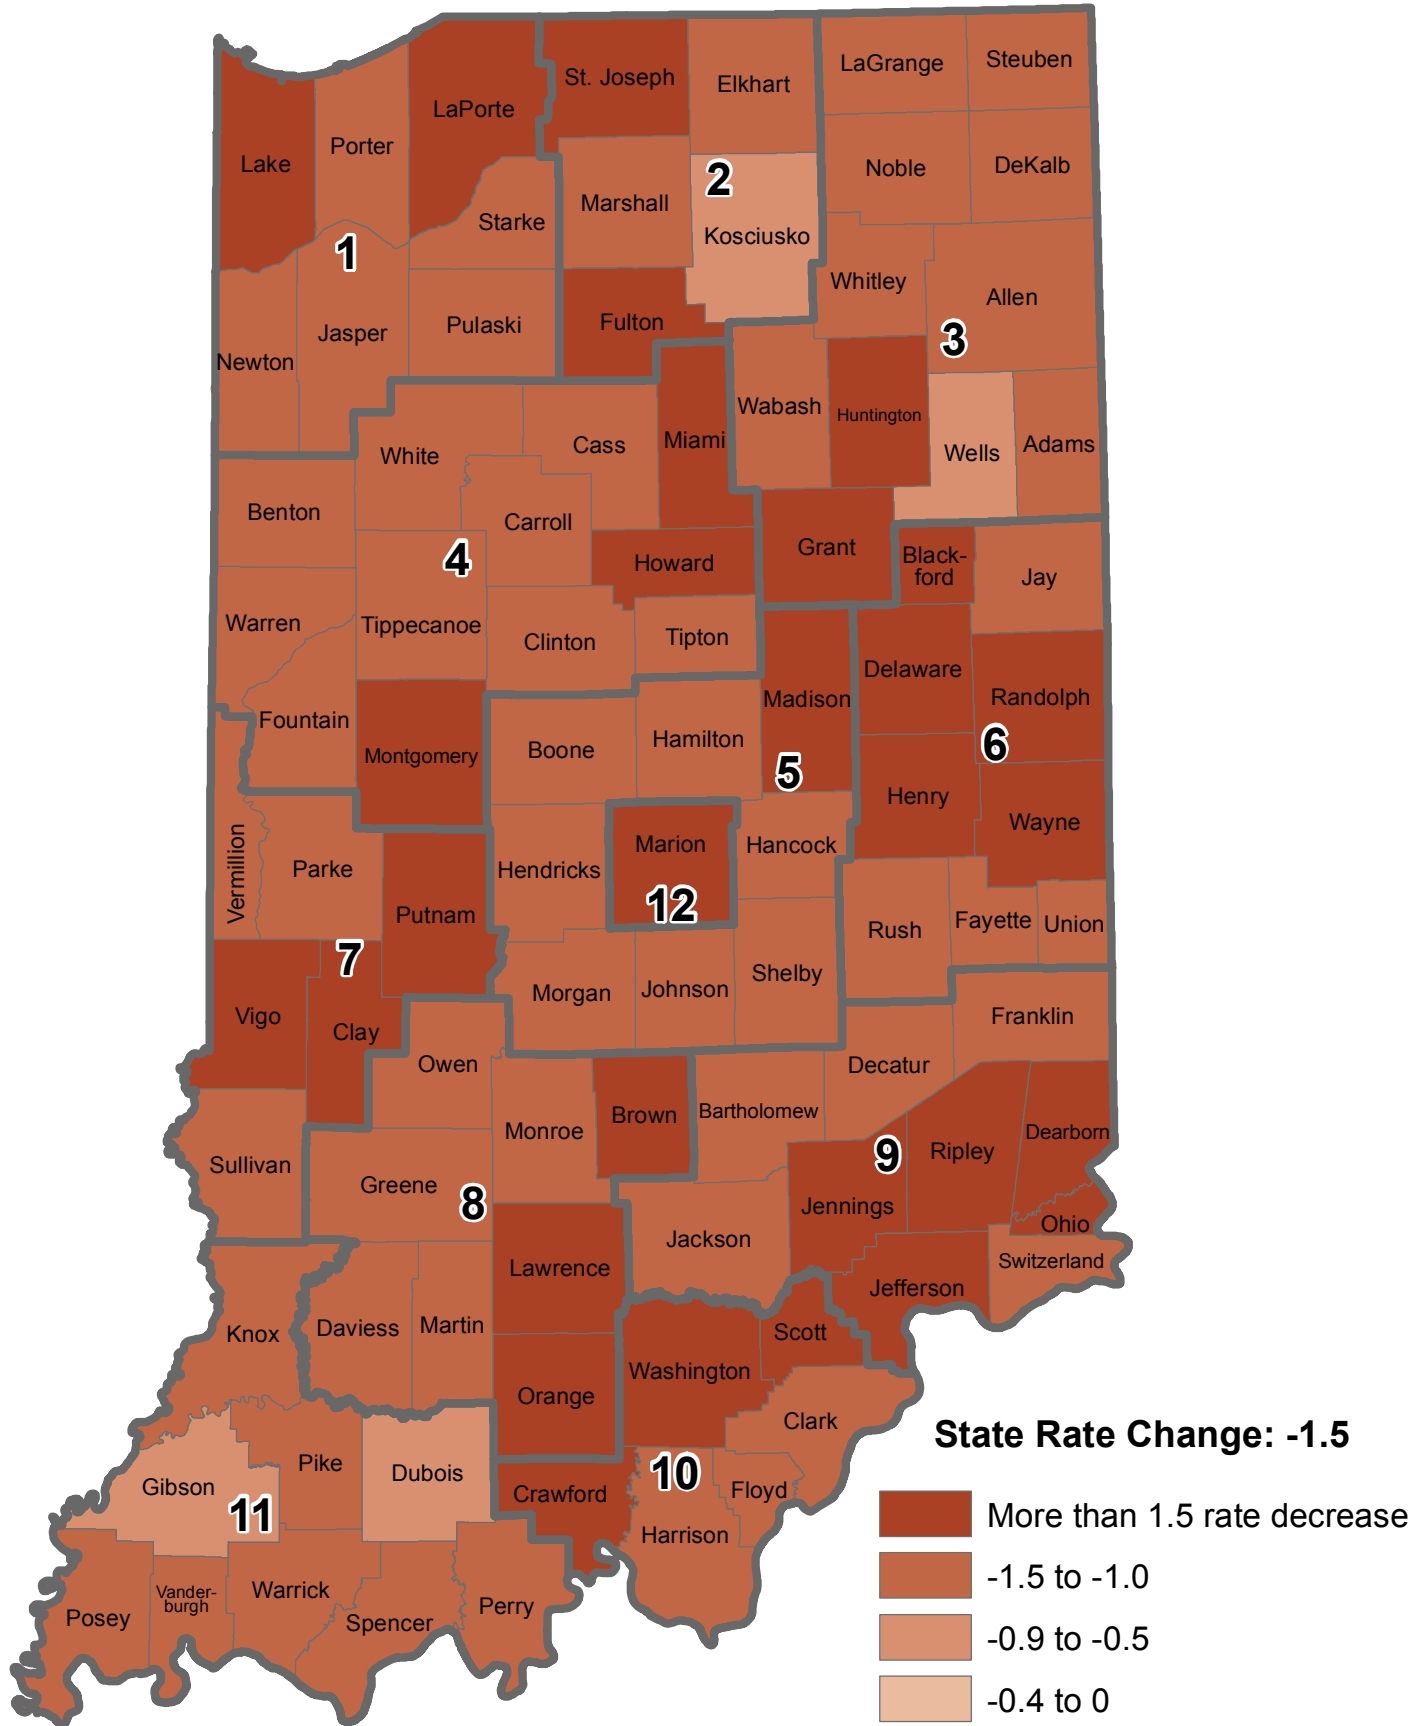 St. Joseph
Elkhart
LaGrange
Steuben
LaPorte
Porter
Lake
Noble
DeKalb
2
Marshall
Starke
Kosciusko
1
Whitley
Allen
Fulton
Pulaski
Jasper
3
Newton
Wabash
Huntington
Miami
Cass
White
Wells
Adams
Benton
Carroll
4
Howard
Grant
Black-
ford
Jay
Warren
Tippecanoe
Clinton
Tipton
Delaware
Randolph
Madison
Fountain
Hamilton
Boone
6
Montgomery
5
Henry
Wayne
Marion
Hancock
Vermillion
Parke
Hendricks
12
Putnam
Rush
Fayette
Union
7
Shelby
Johnson
Morgan
Vigo
Clay
Franklin
Owen
Decatur
Brown
Bartholomew
Monroe
Dearborn
9
Ripley
Sullivan
Greene
8
Jennings
Ohio
Jackson
Lawrence
Switzerland
Jefferson
Knox
Daviess
Martin
Scott
Washington
Orange
Clark
State Rate Change: -1.5
Pike
Dubois
10
Gibson
Crawford
Floyd
11
Harrison
More than 1.5 rate decrease
-1.5 to -1.0
Warrick
Vander-
burgh
Posey
Spencer
Perry
-0.9 to -0.5
-0.4 to 0